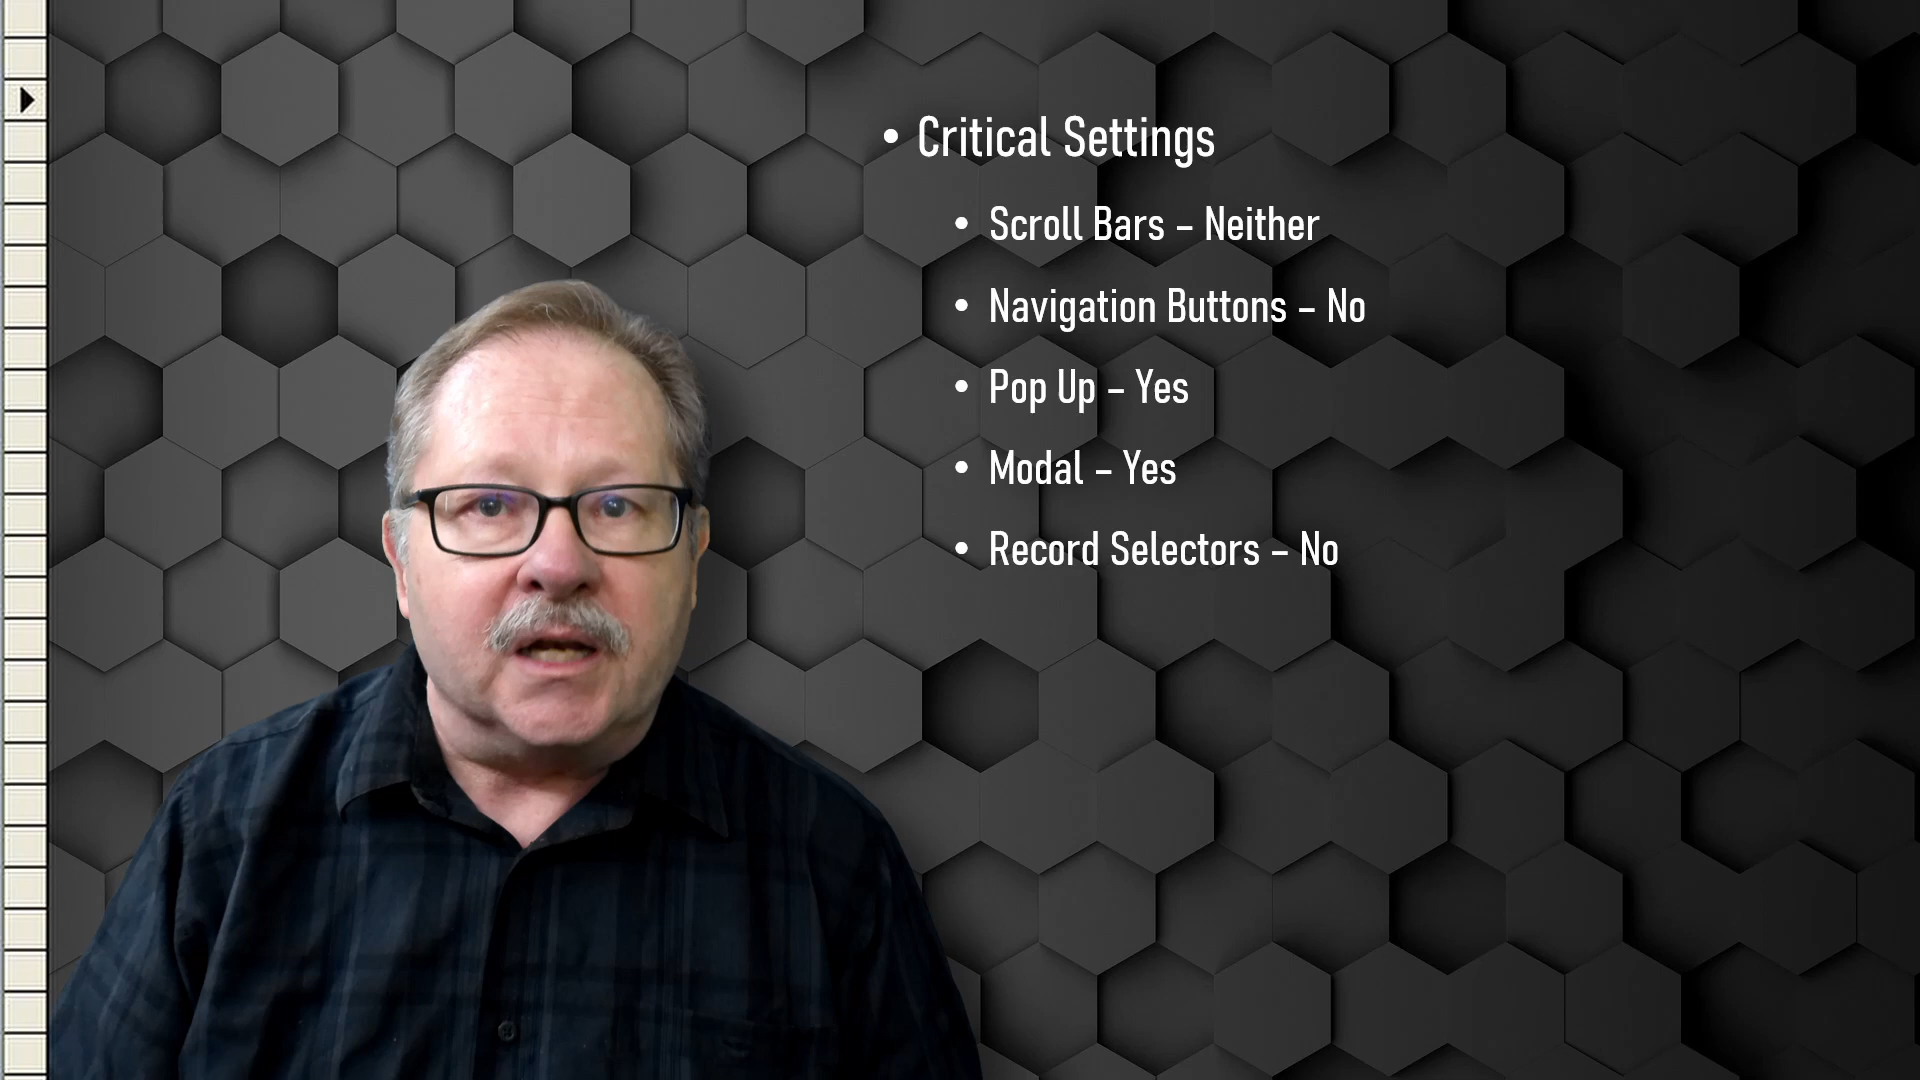 • Critical Settings
• Scroll Bars – Neither
• Navigation Buttons – No
• Pop Up – Yes
• Modal – Yes
• Record Selectors – No